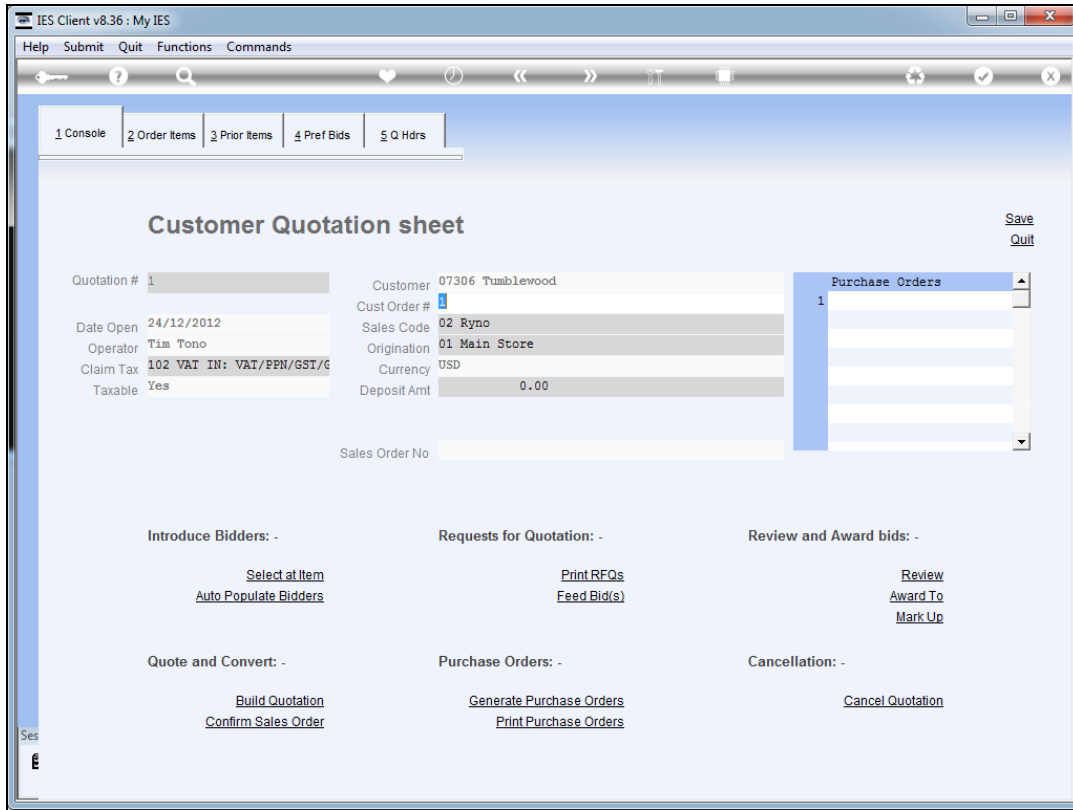 IES Client v8.36 : My IES
Help Submit Quit Functions Commands
1 Console 2 Order Items 3 Prior Items 4 Pref Bids 5 Q Hdrs
Customer Quotation sheet
Save
Quit
Quotation # 1
Customer 07306 Tumblewood
Purchase Orders
Cust Order # 1
1
Date Open 24/12/2012
Sales Code 02 Ryno
Operator Tim Tono
Origination 01 Main Store
Claim Tax 102 VAT IN: VAT/PPN/GST/G
Currency USD
Taxable Yes
Deposit Amt 0.00
Sales Order No
Introduce Bidders: - Requests for Quotation: - Review and Award bids: -
Select at Item Print RFQs Review
Auto Populate Bidders Feed Bid(s) Award To
Mark Up
Quote and Convert: - Purchase Orders: - Cancellation: -
Build Quotation Generate Purchase Orders Cancel Quotation
Confirm Sales Order Print Purchase Orders
Ses